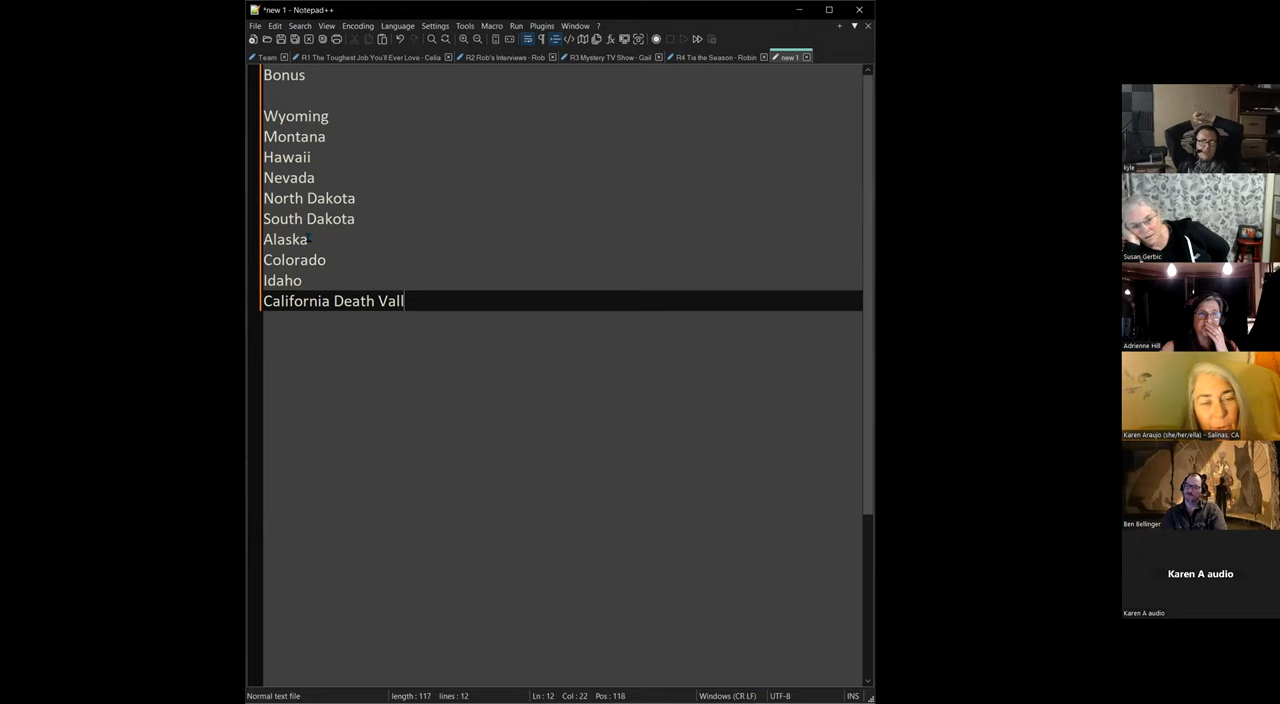 *new 1 - Notepad++
File Edit Search View Encoding Language Settings Tools Macro Run Plugins Window ?
Team R1 The Toughest Job You'll Ever Love - Celia R2 Rob's Interviews - Rob R3 Mystery TV Show - Gail R4 Tis the Season - Robin new 1
Bonus
Wyoming
Montana
Hawaii
Nevada
North Dakota
South Dakota
Alaska
Colorado
Idaho
California Death Vall
Normal text file length : 117 lines : 12 Ln : 12 Col : 22 Pos : 118 Windows (CR LF) UTF-8 INS
kyle
Susan Gerbic
Adrienne Hill
Karen Araujo (she/her/ella) - Salinas, CA
Ben Bellinger
Karen A audio
Karen A audio